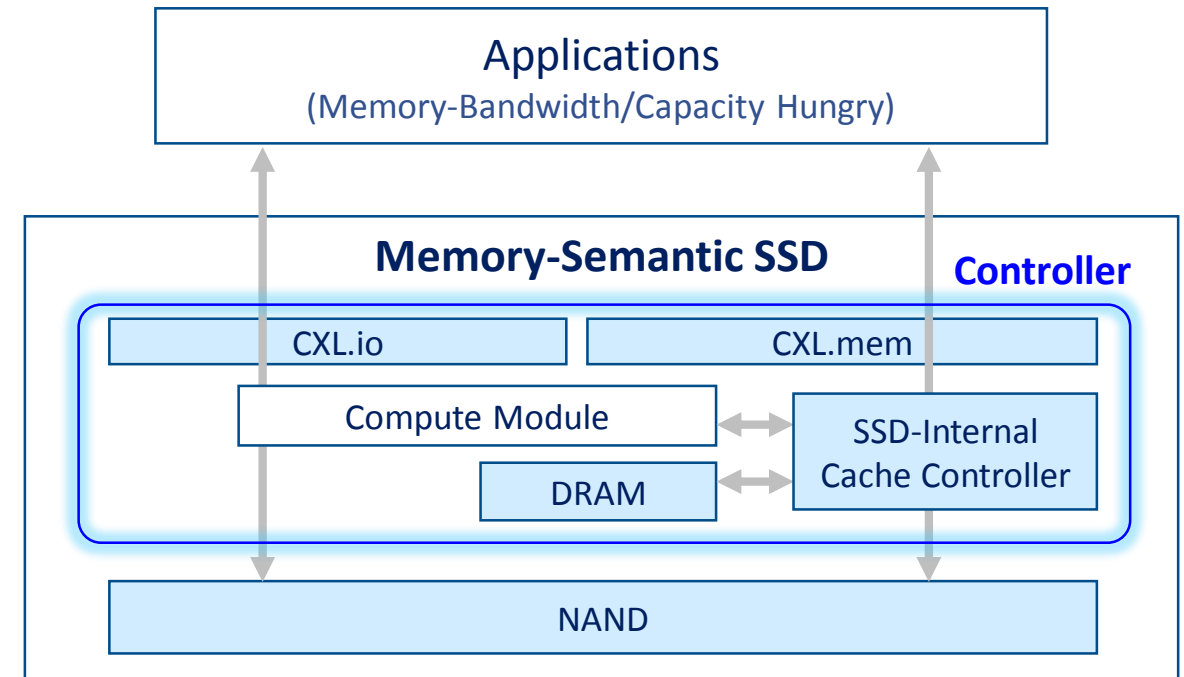 Applications
(Memory-Bandwidth/Capacity Hungry)
Memory-Semantic SSD
Controller
CXL.io
CXL.mem
Compute Module
SSD-Internal
Cache Controller
DRAM
NAND